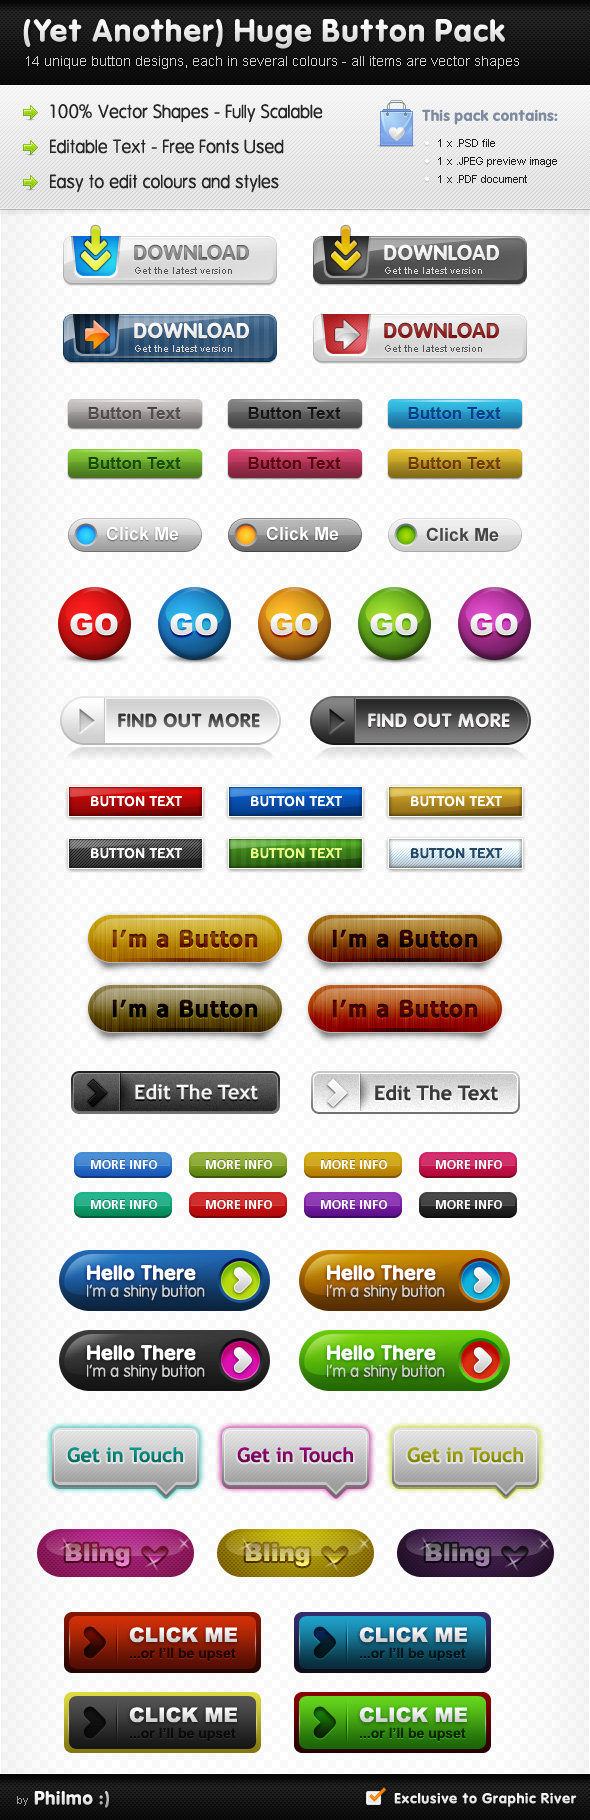 (Yet Another) Huge Button Pack
14 unique button designs, each in several colours - all items are vector shapes
100% Vector Shapes - Fully Scalable
Editable Text - Free Fonts Used
Easy to edit colours and styles
This pack contains:
1 x .PSD file
1 x .JPEG preview image
1 x .PDF document
DOWNLOAD
Get the latest version
DOWNLOAD
Get the latest version
DOWNLOAD
Get the latest version
DOWNLOAD
Get the latest version
Button Text
Button Text
Button Text
Button Text
Button Text
Button Text
Click Me
Click Me
Click Me
GO
GO
GO
GO
GO
FIND OUT MORE
FIND OUT MORE
BUTTON TEXT
BUTTON TEXT
BUTTON TEXT
BUTTON TEXT
BUTTON TEXT
BUTTON TEXT
I'm a Button
I'm a Button
I'm a Button
I'm a Button
Edit The Text
Edit The Text
MORE INFO
MORE INFO
MORE INFO
MORE INFO
MORE INFO
MORE INFO
MORE INFO
MORE INFO
Hello There
I'm a shiny button
Hello There
I'm a shiny button
Hello There
I'm a shiny button
Hello There
I'm a shiny button
Get in Touch
Get in Touch
Get in Touch
Bling
Bling
Bling
CLICK ME
...or I'll be upset
CLICK ME
...or I'll be upset
CLICK ME
...or I'll be upset
CLICK ME
...or I'll be upset
by Philmo :)
Exclusive to Graphic River